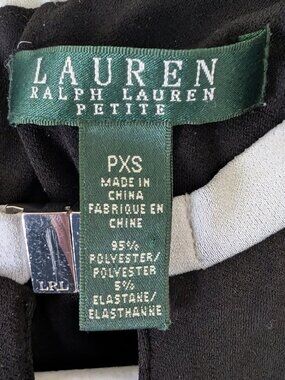 LAUREN
RALPH LAUREN
PETITE
PXS
MADE IN
CHINA
FABRIQUE EN
CHINE
95%
POLYESTER/
POLYESTER
5%
ELASTANE/
ELASTHANNE
LRL